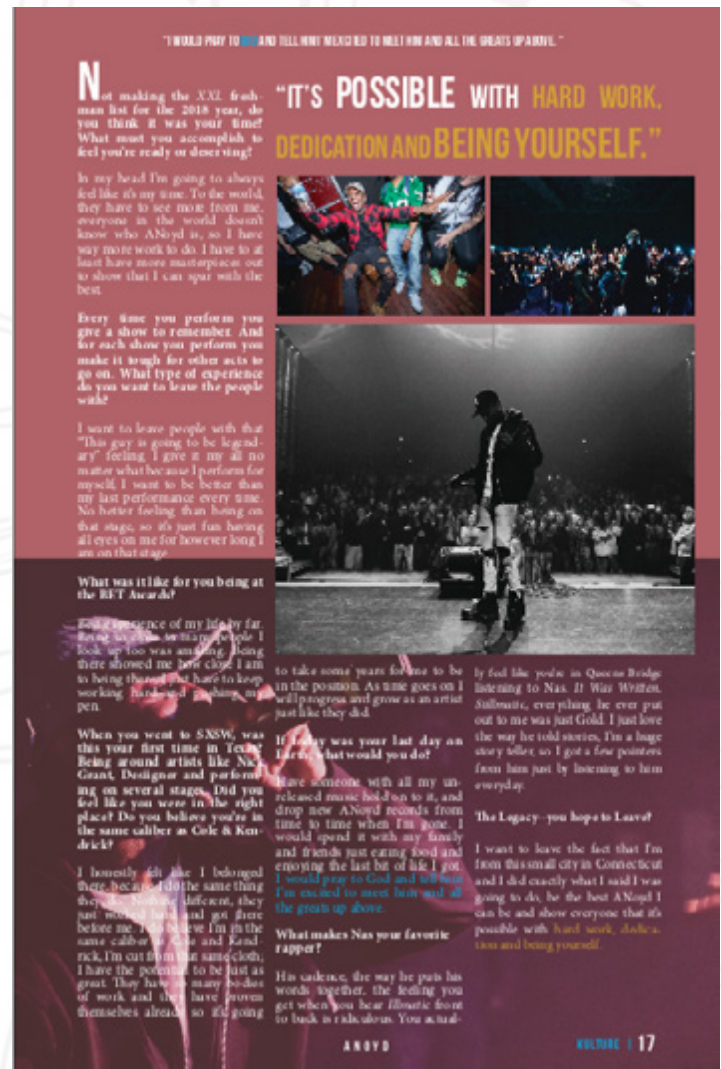 "I WOULD PRAY TO GOD AND TELL HIM I'M EXCITED TO MEET HIM AND ALL THE GREATS UP ABOVE."
Not making the XXL fresh-
man list for the 2018 year, do
you think it was your time?
What must you accomplish to
feel you're ready or deserving?
In my head I'm going to always
feel like it's my time. To the world,
they have to see more from me,
everyone in the world doesn't
know who ANoyd is, so I have
way more work to do. I have to at
least have more masterpieces out
to show that I can spar with the
best.
Every time you perform you
give a show to remember. And
for each show you perform you
make it tough for other acts to
go on. What type of experience
do you want to leave the people
with?
I want to leave people with that
"This guy is going to be legend-
ary" feeling. I give it my all no
matter what because I perform for
myself, I want to be better than
my last performance every time.
No better feeling than being on
that stage, so it's just fun having
all eyes on me for however long I
am on that stage.
What was it like for you being at
the BET Awards?
Best experience of my life by far.
Being so close to many people I
look up too was amazing. Being
there showed me how close I am
to being there. I just have to keep
working hard and pushing my
pen.
When you went to SXSW, was
this your first time in Texas?
Being around artists like Nick
Grant, Desiigner and perform-
ing on several stages. Did you
feel like you were in the right
place? Do you believe you're in
the same caliber as Cole & Ken-
drick?
I honestly felt like I belonged
there, because I do the same thing
they do. Nothing different, they
just worked hard and got there
before me. I do believe I'm in the
same caliber as Cole and Kend-
rick, I'm cut from that same cloth;
I have the potential to be just as
great. They have so many bodies
of work and they have proven
themselves already so it's going
"IT'S POSSIBLE WITH HARD WORK,
DEDICATION AND BEING YOURSELF."
to take some years for me to be
in the position. As time goes on I
will progress and grow as an artist
just like they did.
If today was your last day on
Earth, what would you do?
Have someone with all my un-
released music hold on to it, and
drop new ANoyd records from
time to time when I'm gone. I
would spend it with my family
and friends just eating food and
enjoying the last bit of life I got.
I would pray to God and tell him
I'm excited to meet him and all
the greats up above.
What makes Nas your favorite
rapper?
His cadence, the way he puts his
words together, the feeling you
get when you hear Illmatic front
to back is ridiculous. You actual-
ly feel like you're in Queens Bridge
listening to Nas. It Was Written,
Stillmatic, everything he ever put
out to me was just Gold. I just love
the way he told stories, I'm a huge
story teller, so I got a few pointers
from him just by listening to him
everyday.
The Legacy you hope to Leave?
I want to leave the fact that I'm
from this small city in Connecticut
and I did exactly what I said I was
going to do, be the best ANoyd I
can be and show everyone that it's
possible with hard work, dedica-
tion and being yourself.
ANOYD
KULTURE | 17